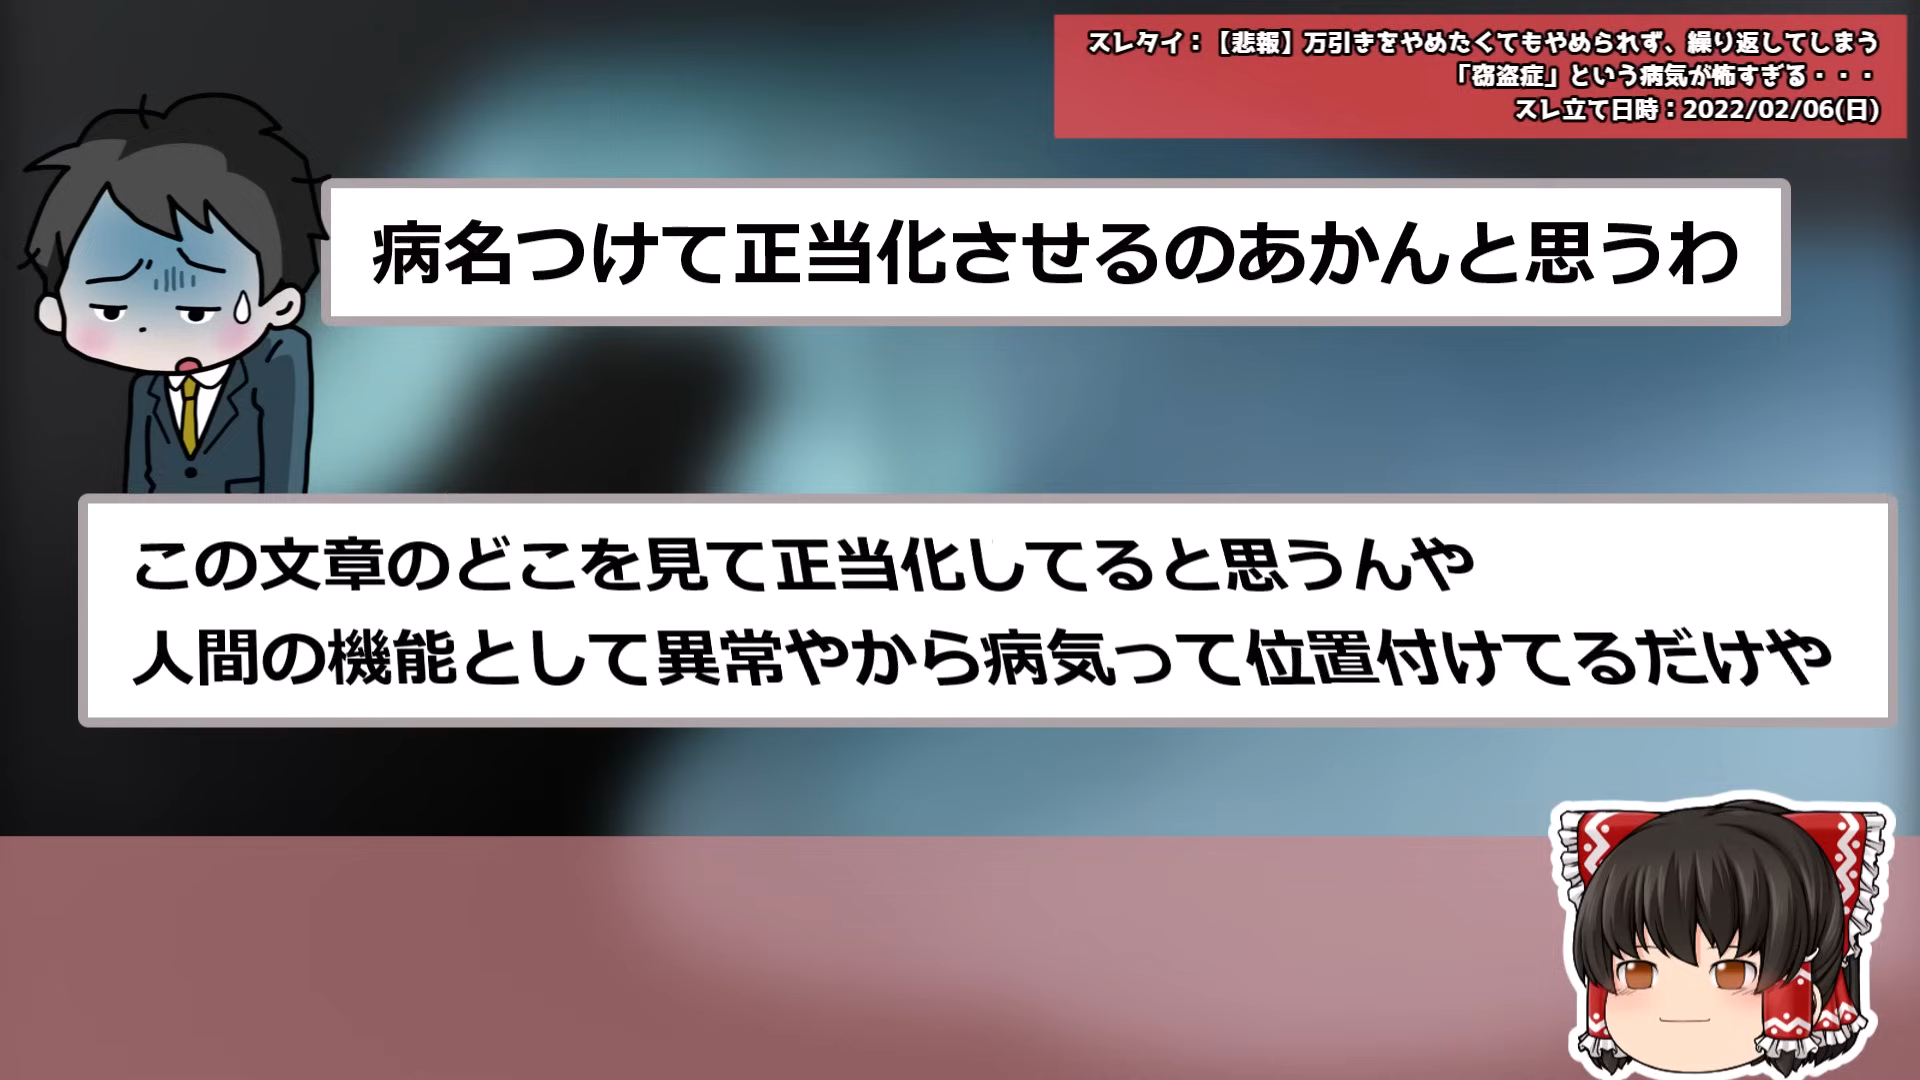 スレタイ：【悲報】万引きをやめたくてもやめられず、繰り返してしまう
「窃盗症」という病気が怖すぎる・・・
スレ立て日時：2022/02/06(日)
病名つけて正当化させるのあかんと思うわ
この文章のどこを見て正当化してると思うんや
人間の機能として異常やから病気って位置付けてるだけや